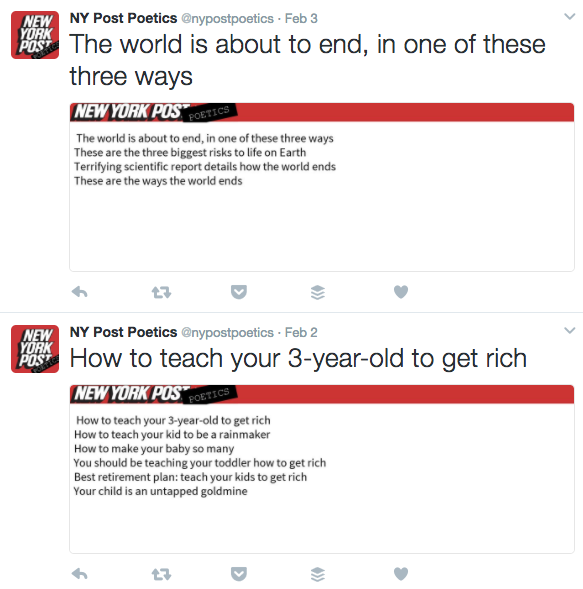 NEW YORK POST
NY Post Poetics @nypostpoetics · Feb 3
The world is about to end, in one of these
three ways
NEW YORK POST POETICS
The world is about to end, in one of these three ways
These are the three biggest risks to life on Earth
Terrifying scientific report details how the world ends
These are the ways the world ends
NEW YORK POST
NY Post Poetics @nypostpoetics · Feb 2
How to teach your 3-year-old to get rich
NEW YORK POST POETICS
How to teach your 3-year-old to get rich
How to teach your kid to be a rainmaker
How to make your baby so many
You should be teaching your toddler how to get rich
Best retirement plan: teach your kids to get rich
Your child is an untapped goldmine